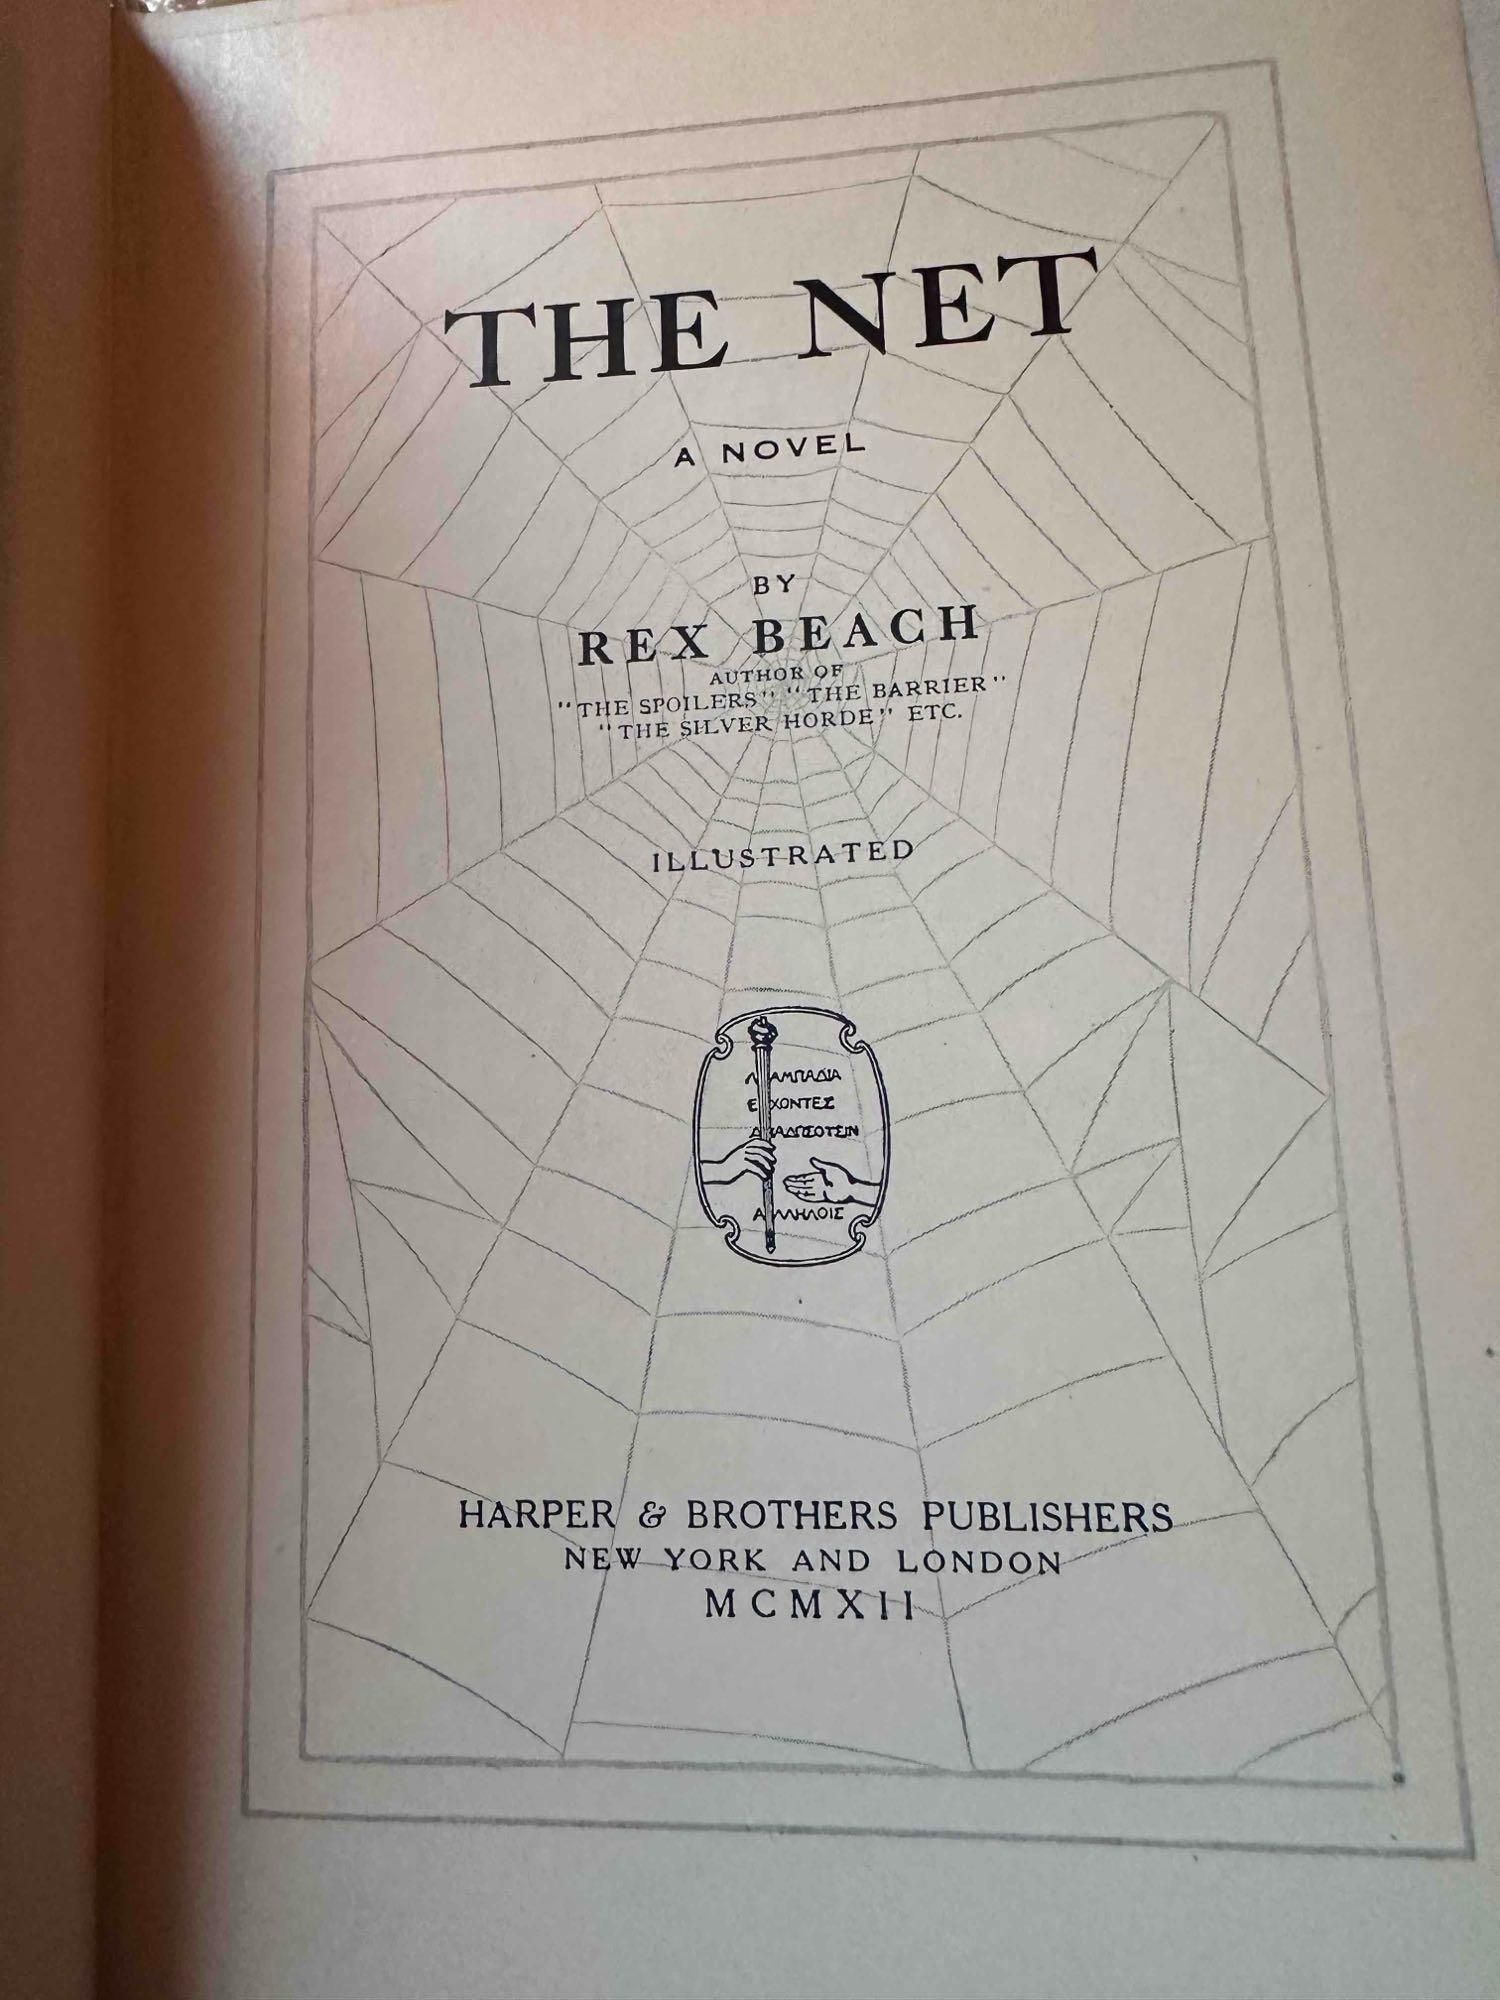 THE NET
A NOVEL
BY
REX BEACH
AUTHOR OF
"THE SPOILERS" "THE BARRIER"
"THE SILVER HORDE" ETC.
ILLUSTRATED
ΛΑΜΠΑΔΙΑ
ΕΧΟΝΤΕΣ
ΑΛΛΗΛΟΙΣ
HARPER & BROTHERS PUBLISHERS
NEW YORK AND LONDON
MCMXII